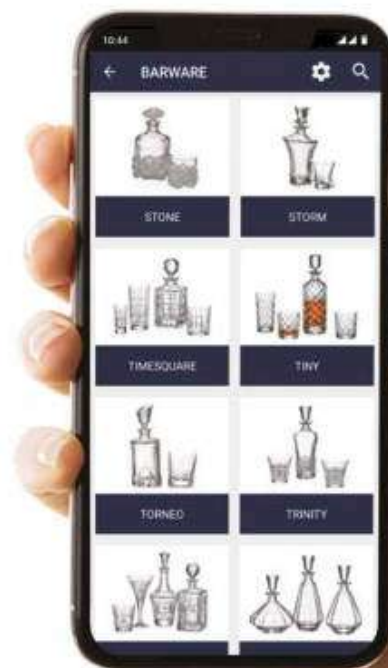 10:44
BARWARE
STONE
STORM
TIMESQUARE
TINY
TORNEO
TRINITY